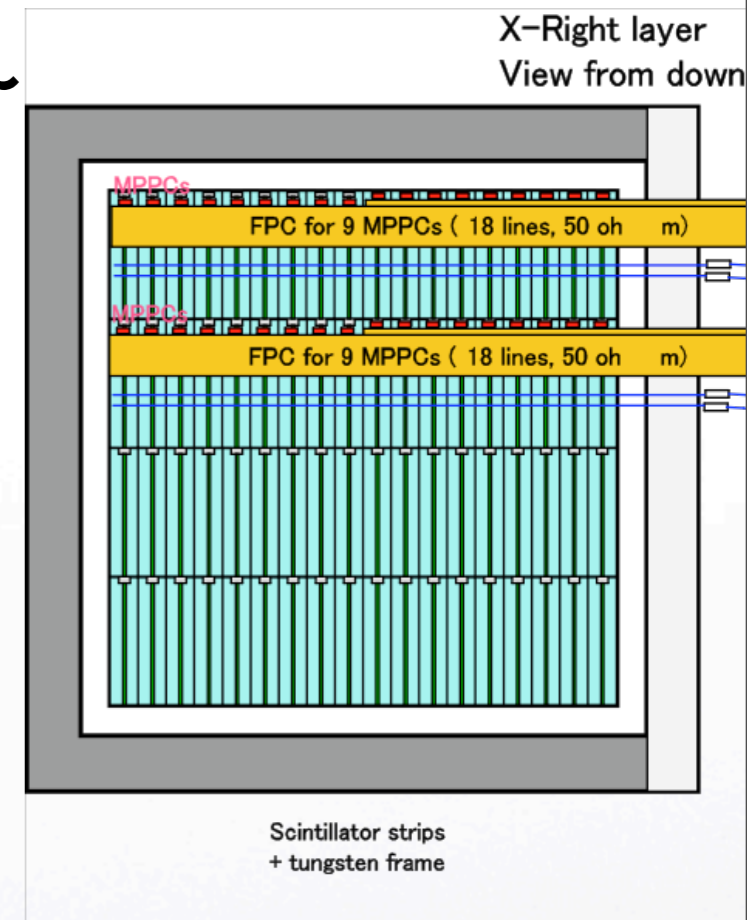 X-Right layer
View from down
MPPCs
FPC for 9 MPPCs ( 18 lines, 50 oh m)
MPPCs
FPC for 9 MPPCs ( 18 lines, 50 oh m)
Scintillator strips
+ tungsten frame